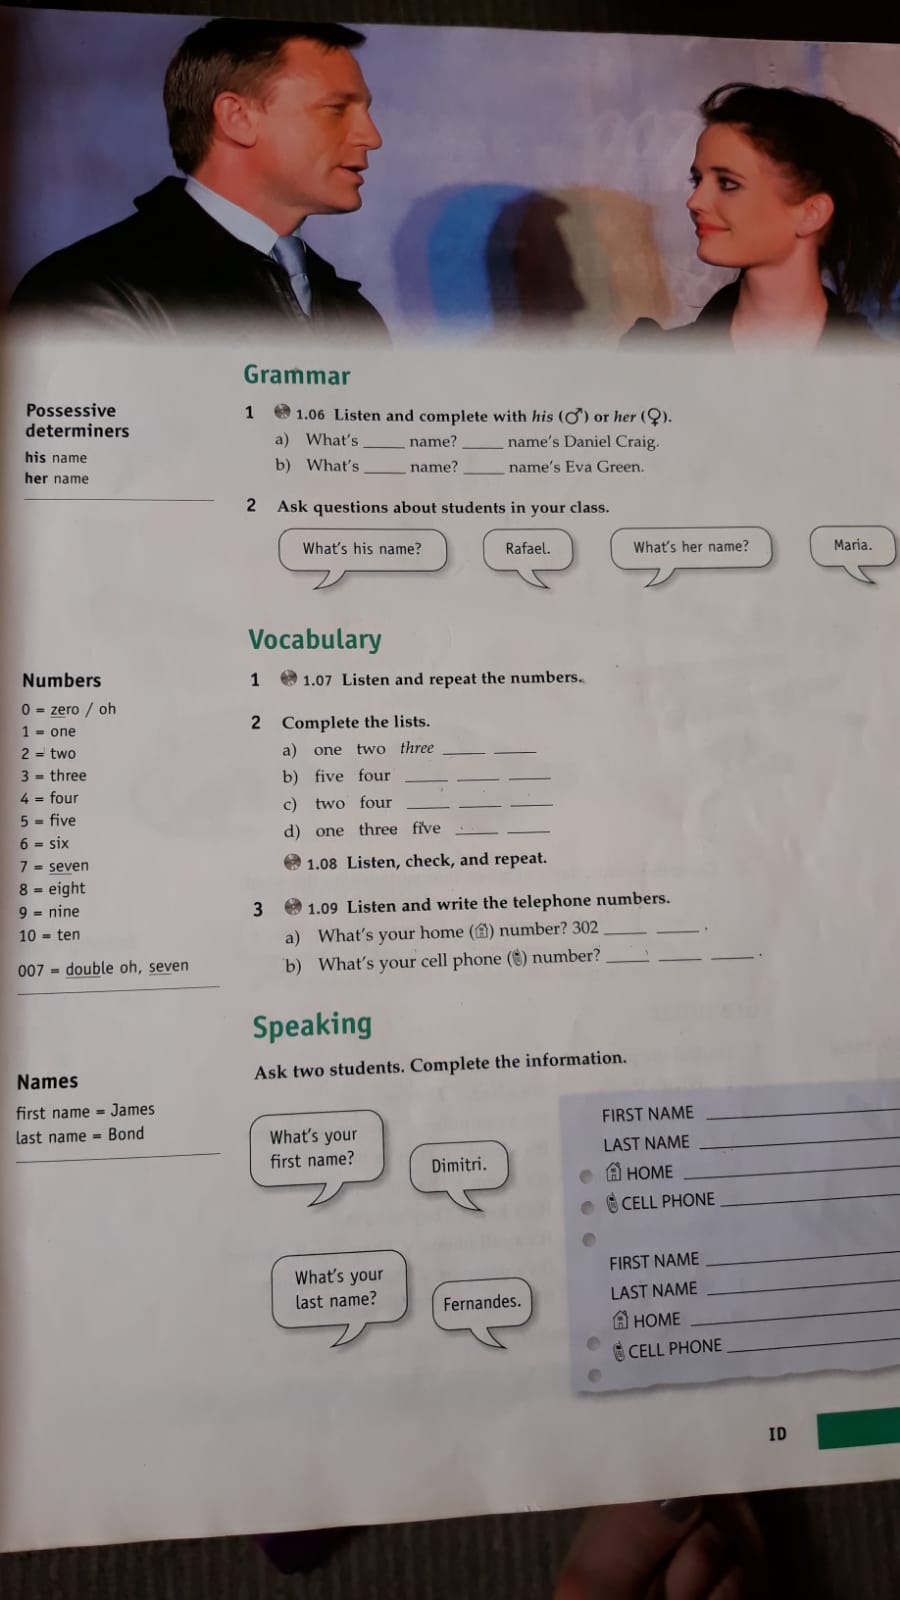 Grammar
Possessive
determiners
his name
her name
1 1.06 Listen and complete with his (♂) or her (♀).
a) What's _____ name? _____ name's Daniel Craig.
b) What's _____ name? _____ name's Eva Green.
2 Ask questions about students in your class.
What's his name?
Rafael.
What's her name?
Maria.
Vocabulary
Numbers
0 = zero / oh
1 = one
2 = two
3 = three
4 = four
5 = five
6 = six
7 = seven
8 = eight
9 = nine
10 = ten
007 = double oh, seven
1 1.07 Listen and repeat the numbers.
2 Complete the lists.
a) one two three _____ _____
b) five four _____ _____ _____
c) two four _____ _____ _____
d) one three five _____ _____
1.08 Listen, check, and repeat.
3 1.09 Listen and write the telephone numbers.
a) What's your home () number? 302 _____ _____ .
b) What's your cell phone () number? _____ _____ _____ .
Speaking
Names
first name = James
last name = Bond
Ask two students. Complete the information.
What's your
first name?
Dimitri.
What's your
last name?
Fernandes.
FIRST NAME
LAST NAME
HOME
CELL PHONE
FIRST NAME
LAST NAME
HOME
CELL PHONE
ID